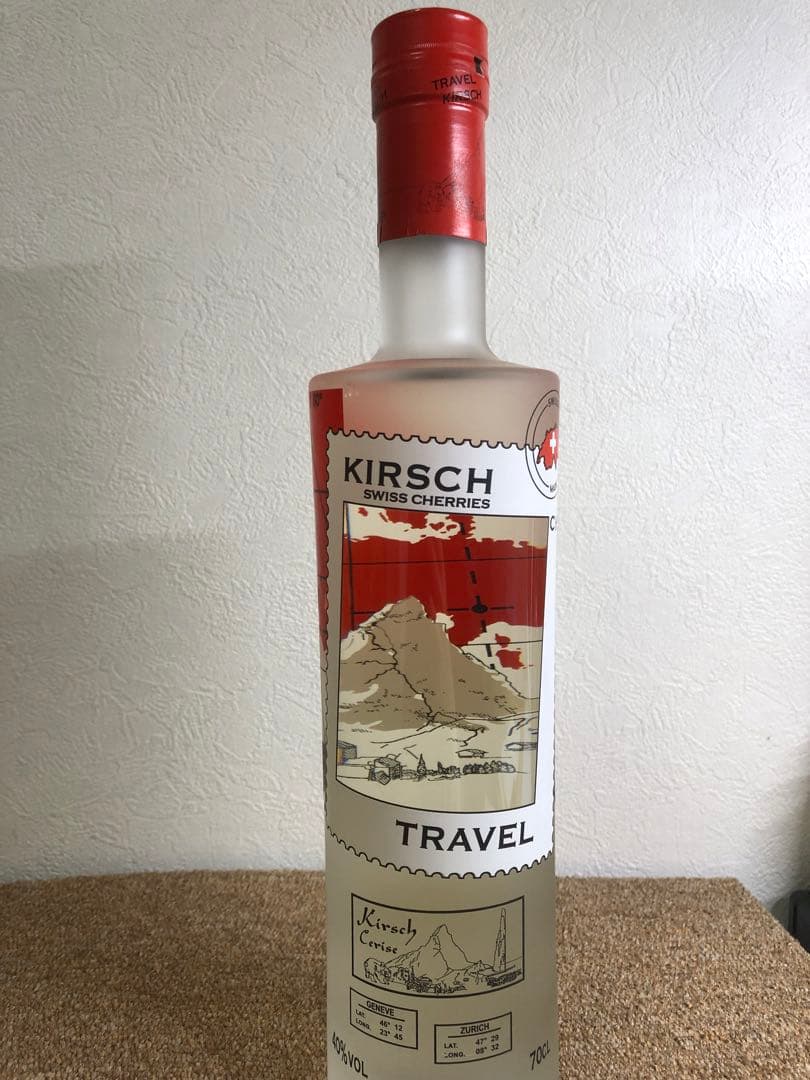 TRAVEL
KIRSCH
KIRSCH
SWISS CHERRIES
TRAVEL
Kirsch
Cerise
GENEVE
LAT. 46° 12
LONG. 23° 45
ZURICH
LAT. 47° 29
LONG. 08° 32
40%VOL
70CL